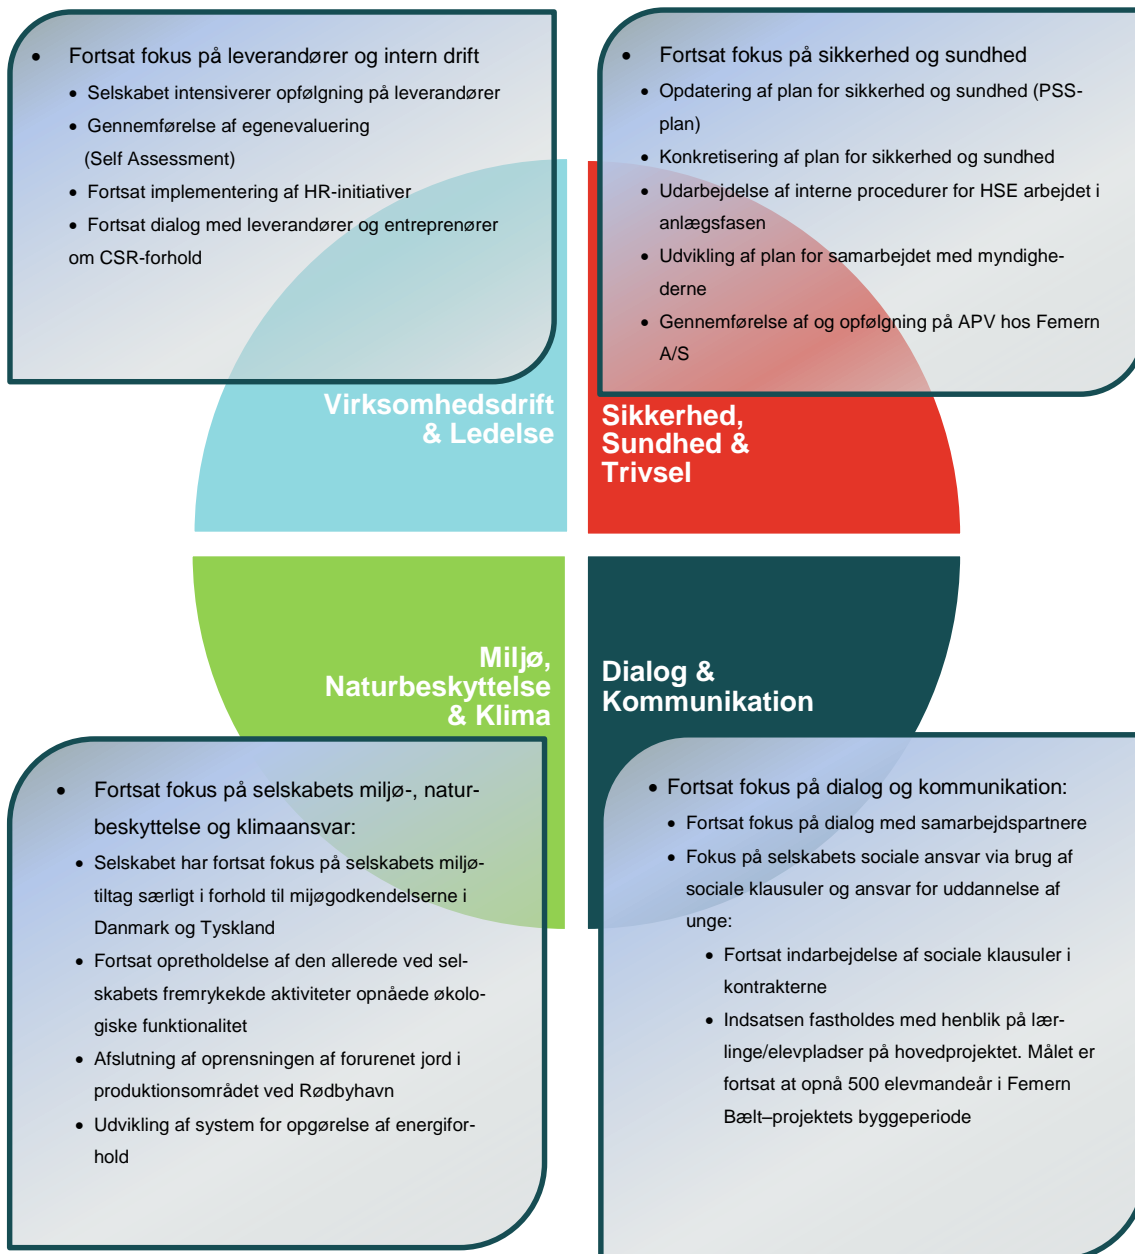 • Fortsat fokus på leverandører og intern drift
• Selskabet intensiverer opfølgning på leverandører
• Gennemførelse af egenevaluering
(Self Assessment)
• Fortsat implementering af HR-initiativer
• Fortsat dialog med leverandører og entreprenører
om CSR-forhold
Virksomhedsdrift
& Ledelse
• Fortsat fokus på sikkerhed og sundhed
• Opdatering af plan for sikkerhed og sundhed (PSS-
plan)
• Konkretisering af plan for sikkerhed og sundhed
• Udarbejdelse af interne procedurer for HSE arbejdet i
anlægsfasen
• Udvikling af plan for samarbejdet med myndighe-
derne
• Gennemførelse af og opfølgning på APV hos Femern
A/S
Sikkerhed,
Sundhed &
Trivsel
Miljø,
Naturbeskyttelse
& Klima
• Fortsat fokus på selskabets miljø-, natur-
beskyttelse og klimaansvar:
• Selskabet har fortsat fokus på selskabets miljø-
tiltag særligt i forhold til mijøgodkendelserne i
Danmark og Tyskland
• Fortsat opretholdelse af den allerede ved sel-
skabets fremrykekde aktiviteter opnåede økolo-
giske funktionalitet
• Afslutning af oprensningen af forurenet jord i
produktionsområdet ved Rødbyhavn
• Udvikling af system for opgørelse af energifor-
hold
Dialog &
Kommunikation
• Fortsat fokus på dialog og kommunikation:
• Fortsat fokus på dialog med samarbejdspartnere
• Fokus på selskabets sociale ansvar via brug af
sociale klausuler og ansvar for uddannelse af
unge:
• Fortsat indarbejdelse af sociale klausuler i
kontrakterne
• Indsatsen fastholdes med henblik på lær-
linge/elevpladser på hovedprojektet. Målet er
fortsat at opnå 500 elevmandeår i Femern
Bælt–projektets byggeperiode